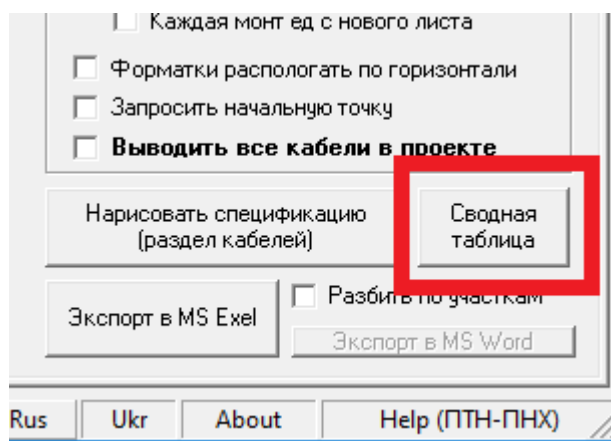 Каждая монт ед с нового листа
Форматки распологать по горизонтали
Запросить начальную точку
Выводить все кабели в проекте
Нарисовать спецификацию
(раздел кабелей)
Сводная
таблица
Экспорт в MS Exel
Разбить по участкам
Экспорт в MS Word
Rus Ukr About Help (ПТН-ПНХ)